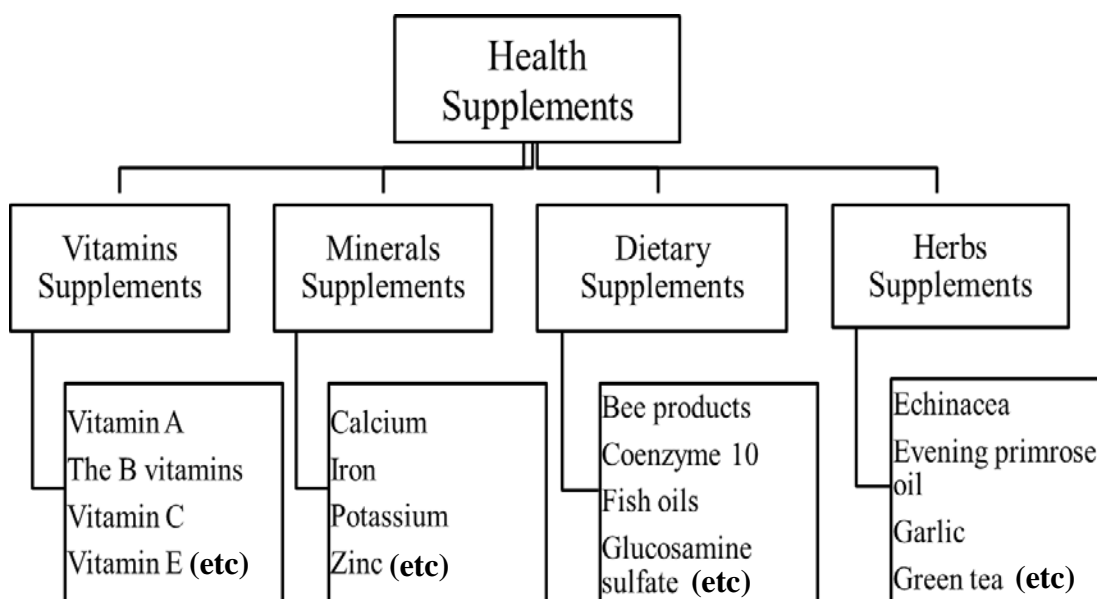 Health
Supplements
Vitamins
Supplements
Minerals
Supplements
Dietary
Supplements
Herbs
Supplements
Vitamin A
The B vitamins
Vitamin C
Vitamin E (etc)
Calcium
Iron
Potassium
Zinc (etc)
Bee products
Coenzyme 10
Fish oils
Glucosamine
sulfate (etc)
Echinacea
Evening primrose
oil
Garlic
Green tea (etc)